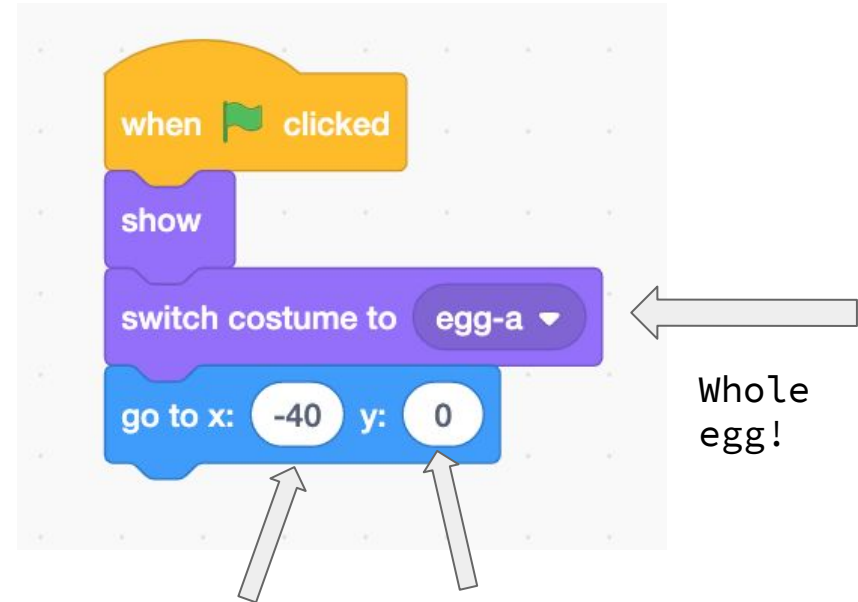 when clicked
show
switch costume to egg-a
go to x: -40 y: 0
Whole
egg!